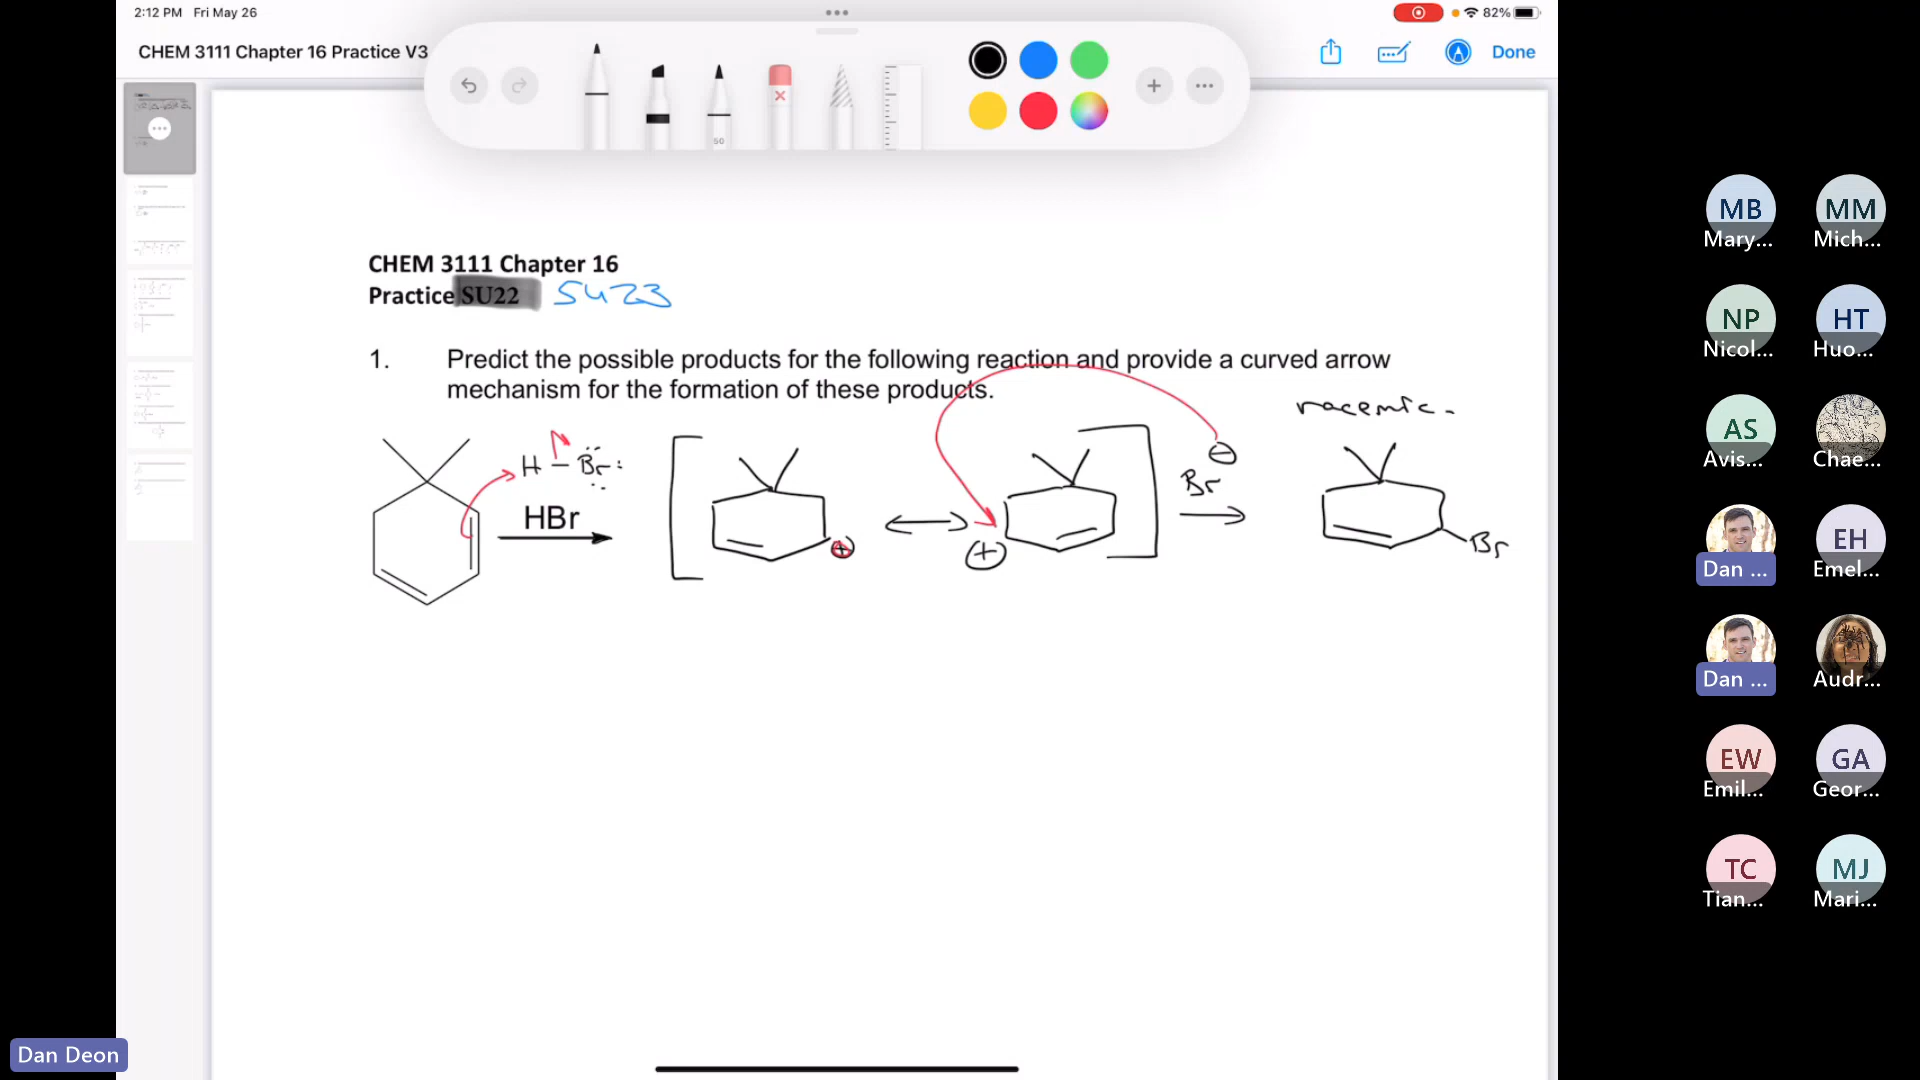 2:12 PM Fri May 26
82%
CHEM 3111 Chapter 16 Practice V3
Done
50
CHEM 3111 Chapter 16
Practice SU22 SU23
1. Predict the possible products for the following reaction and provide a curved arrow
mechanism for the formation of these products.
racemic.
H – Br:
HBr
⊕
⊕
Br ⊖
Br
MB
Mary...
MM
Mich...
NP
Nicol...
HT
Huo...
AS
Avis...
Chae...
Dan ...
EH
Emel...
Dan ...
Audr...
EW
Emil...
GA
Geor...
TC
Tian...
MJ
Mari...
Dan Deon